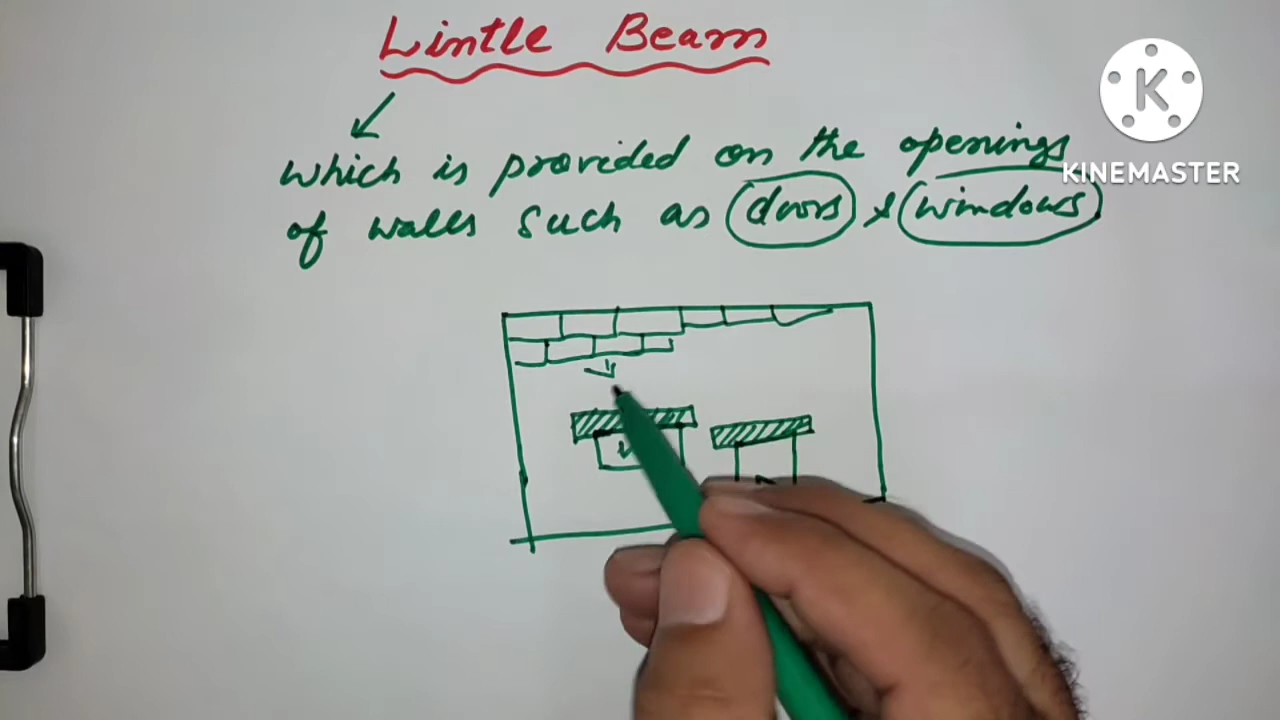 Lintle Beam
which is provided on the openings
of walls such as doors & windows
K
KINEMASTER